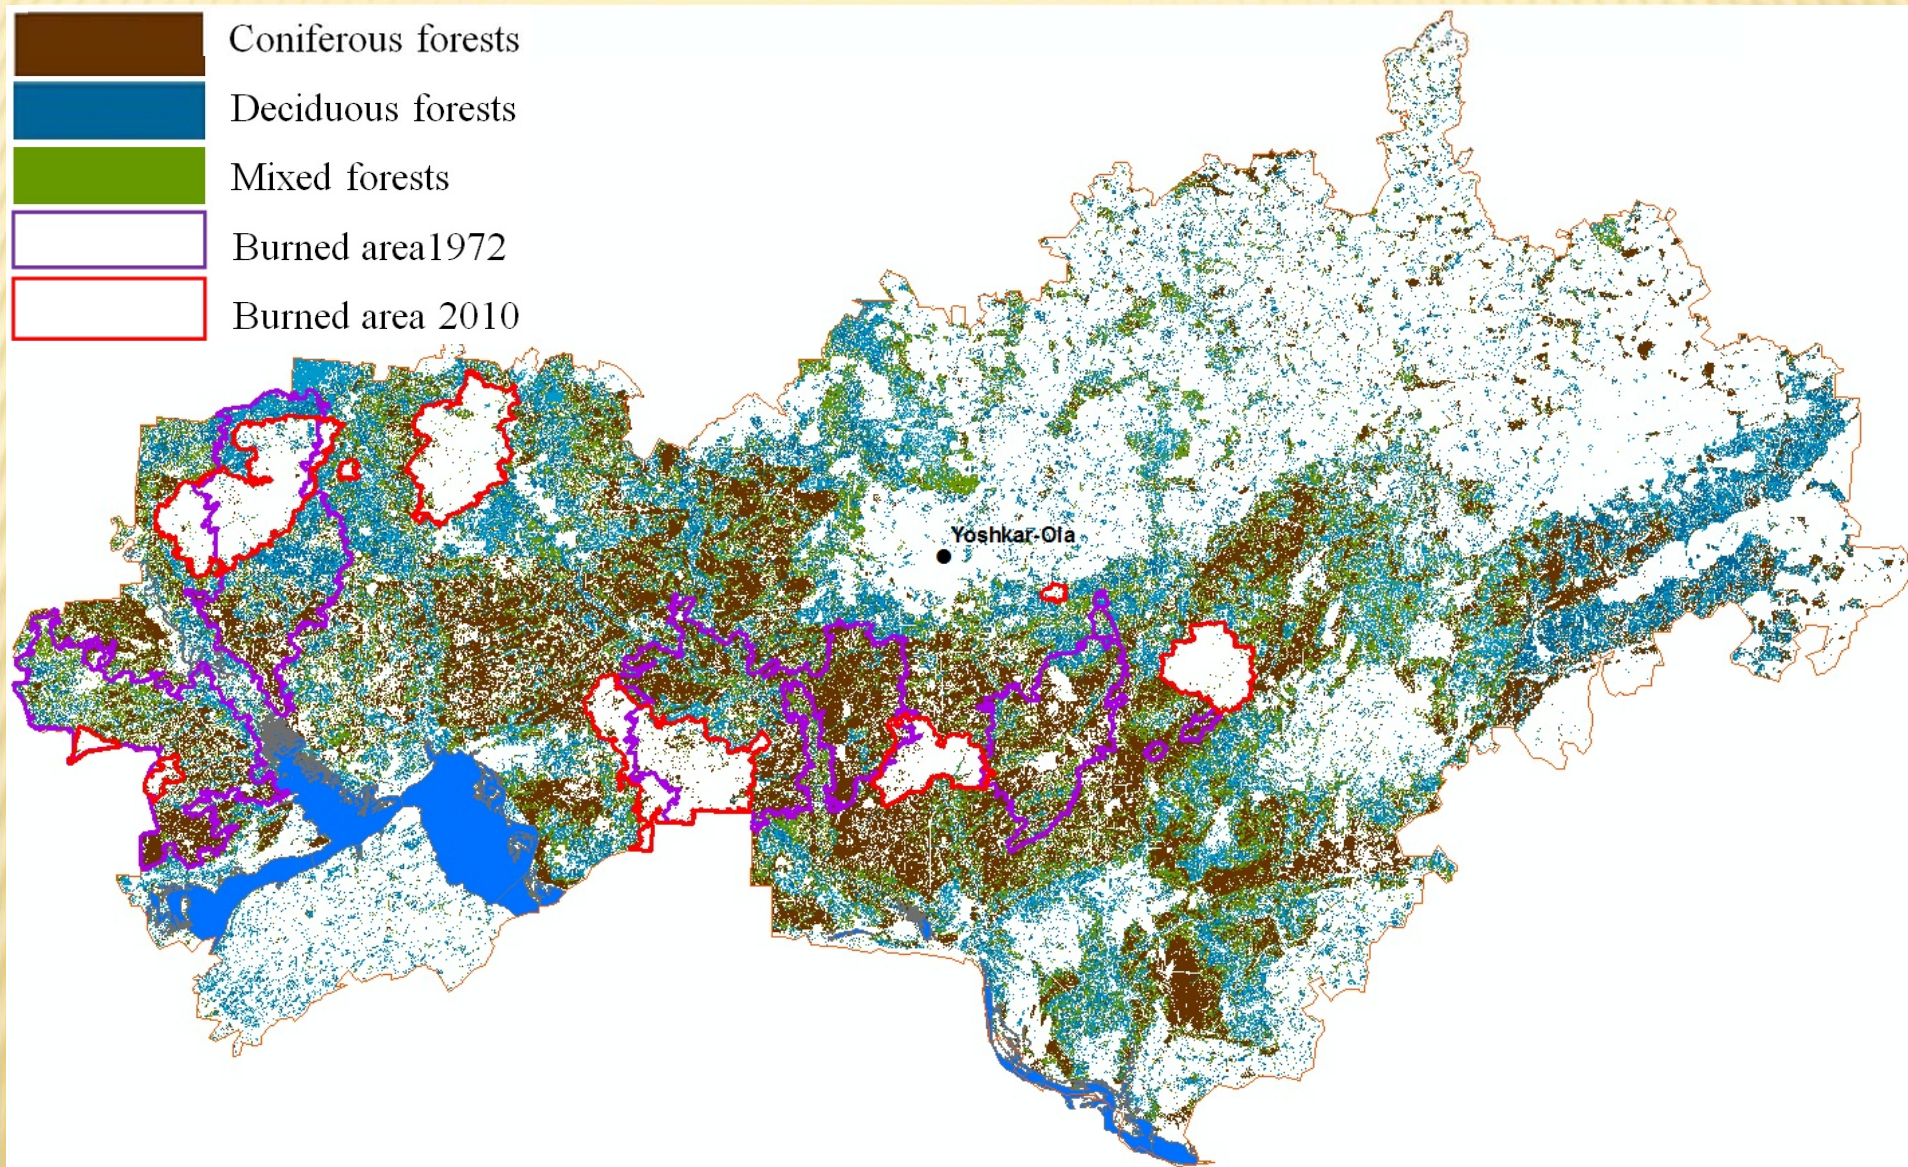 Coniferous forests
Deciduous forests
Mixed forests
Burned area1972
Burned area 2010
Yoshkar-Ola